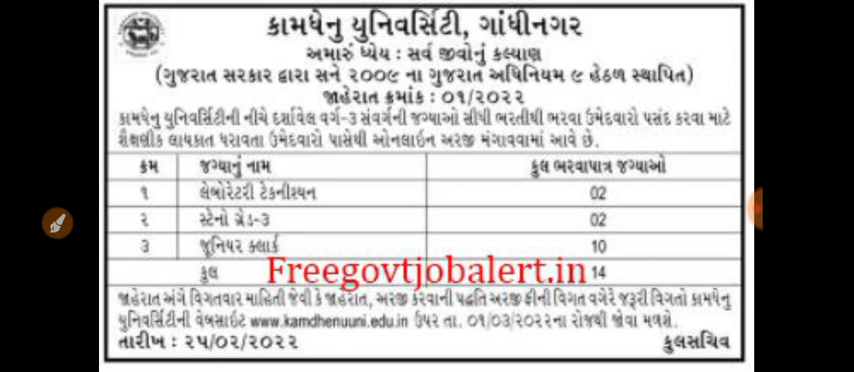 કામધેનુ યુનિવર્સિટી, ગાંધીનગર
અમારું ધ્યેય : સર્વ જીવોનું કલ્યાણ
(ગુજરાત સરકાર દ્વારા સને ૨૦૦૯ ના ગુજરાત અધિનિયમ ૯ હેઠળ સ્થાપિત)
જાહેરાત ક્રમાંક : ૦૧/૨૦૨૨
કામધેનુ યુનિવર્સિટીની નીચે દર્શાવેલ વર્ગ-૩ સંવર્ગની જગ્યાઓ સીધી ભરતીથી ભરવા ઉમેદવારો પસંદ કરવા માટે
શૈક્ષણીક લાયકાત ધરાવતા ઉમેદવારો પાસેથી ઓનલાઇન અરજી મંગાવવામાં આવે છે.
ક્રમ જગ્યાનું નામ કુલ ભરવાપાત્ર જગ્યાઓ
૧ લેબોરેટરી ટેકનીશ્યન 02
૨ સ્ટેનો ગ્રેડ-૩ 02
૩ જૂનિયર ક્લાર્ક 10
કુલ 14
Freegovtjobalert.in
જાહેરાત અંગે વિગતવાર માહિતી જેવી કે જાહેરાત, અરજી કરવાની પદ્ધતિ અરજી ફીની વિગત વગેરે જરૂરી વિગતો કામધેનુ
યુનિવર્સિટીની વેબસાઇટ www.kamdhenuuni.edu.in ઉપર તા. ૦૧/૦૩/૨૦૨૨ના રોજથી જોવા મળશે.
તારીખ : ૨૫/૦૨/૨૦૨૨ કુલસચિવ